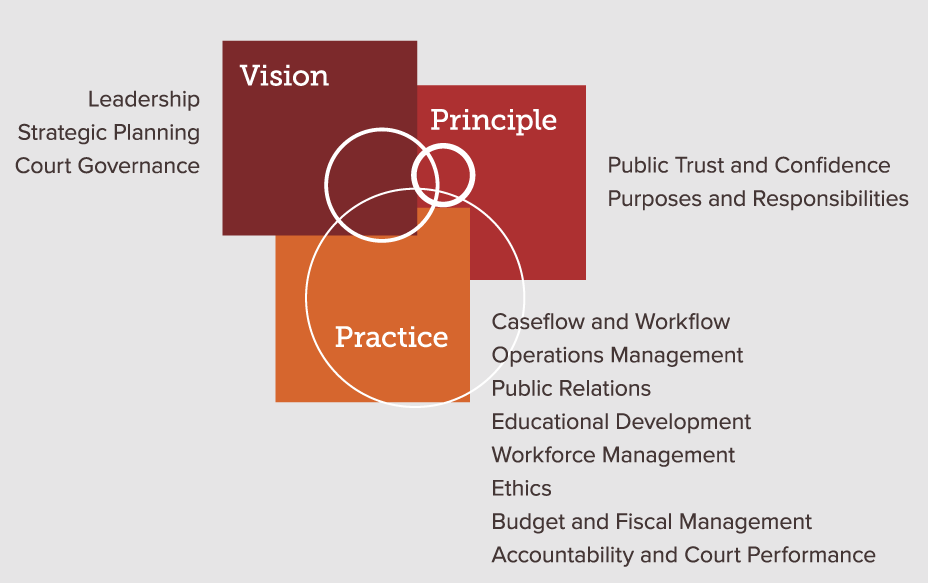 Vision
Leadership
Strategic Planning
Court Governance
Principle
Public Trust and Confidence
Purposes and Responsibilities
Practice
Caseflow and Workflow
Operations Management
Public Relations
Educational Development
Workforce Management
Ethics
Budget and Fiscal Management
Accountability and Court Performance